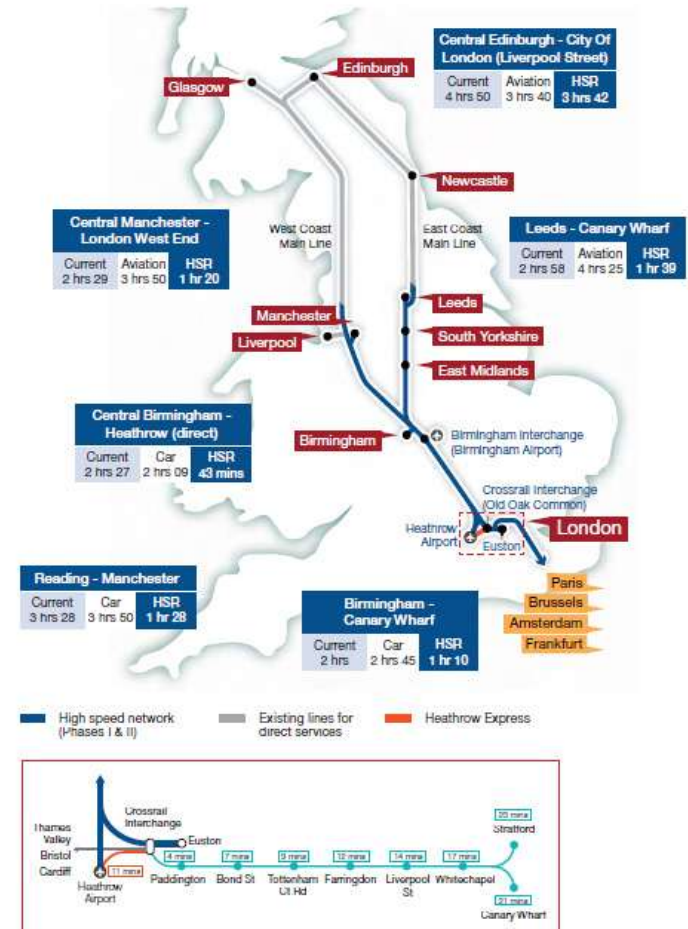 Central Edinburgh - City Of
London (Liverpool Street)
Current Aviation HSR
4 hrs 50 3 hrs 40 3 hrs 42
Edinburgh
Glasgow
Newcastle
Central Manchester -
London West End
Current Aviation HSR
2 hrs 29 3 hrs 50 1 hr 20
West Coast
Main Line
East Coast
Main Line
Leeds - Canary Wharf
Current Aviation HSR
2 hrs 58 4 hrs 25 1 hr 39
Leeds
Manchester
Liverpool
South Yorkshire
East Midlands
Central Birmingham -
Heathrow (direct)
Current Car HSR
2 hrs 27 2 hrs 09 43 mins
Birmingham
Birmingham Interchange
(Birmingham Airport)
Crossrail Interchange
(Old Oak Common)
Heathrow
Airport
Euston
London
Reading - Manchester
Current Car HSR
3 hrs 28 3 hrs 50 1 hr 28
Birmingham -
Canary Wharf
Current Car HSR
2 hrs 2 hrs 45 1 hr 10
Paris
Brussels
Amsterdam
Frankfurt
High speed network
(Phases I & II)
Existing lines for
direct services
Heathrow Express
Crossrail
Interchange
Thames
Valley
Bristol
Cardiff
Euston
11 mins
Heathrow
Airport
4 mins
Paddington
7 mins
Bond St
9 mins
Tottenham
Ct Rd
12 mins
Farringdon
14 mins
Liverpool
St
17 mins
Whitechapel
mins
Stratford
21 mins
Canary Wharf